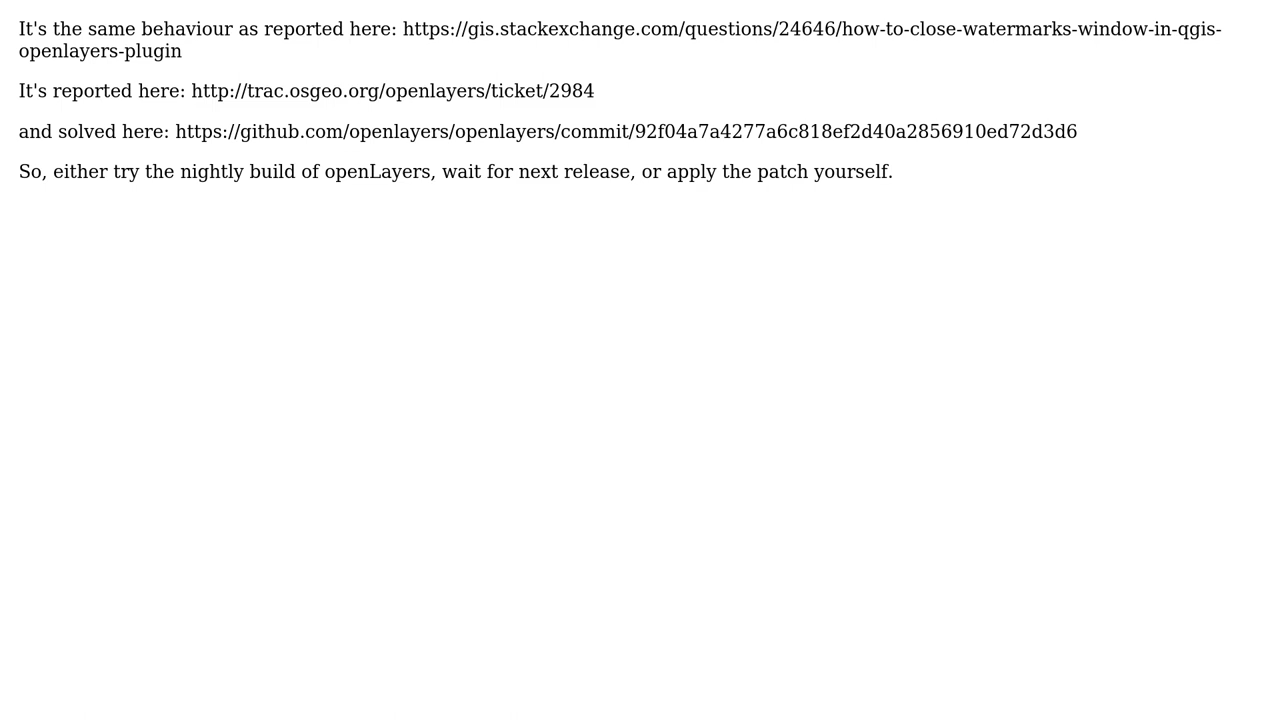 It's the same behaviour as reported here: https://gis.stackexchange.com/questions/24646/how-to-close-watermarks-window-in-qgis-
openlayers-plugin
It's reported here: http://trac.osgeo.org/openlayers/ticket/2984
and solved here: https://github.com/openlayers/openlayers/commit/92f04a7a4277a6c818ef2d40a2856910ed72d3d6
So, either try the nightly build of openLayers, wait for next release, or apply the patch yourself.